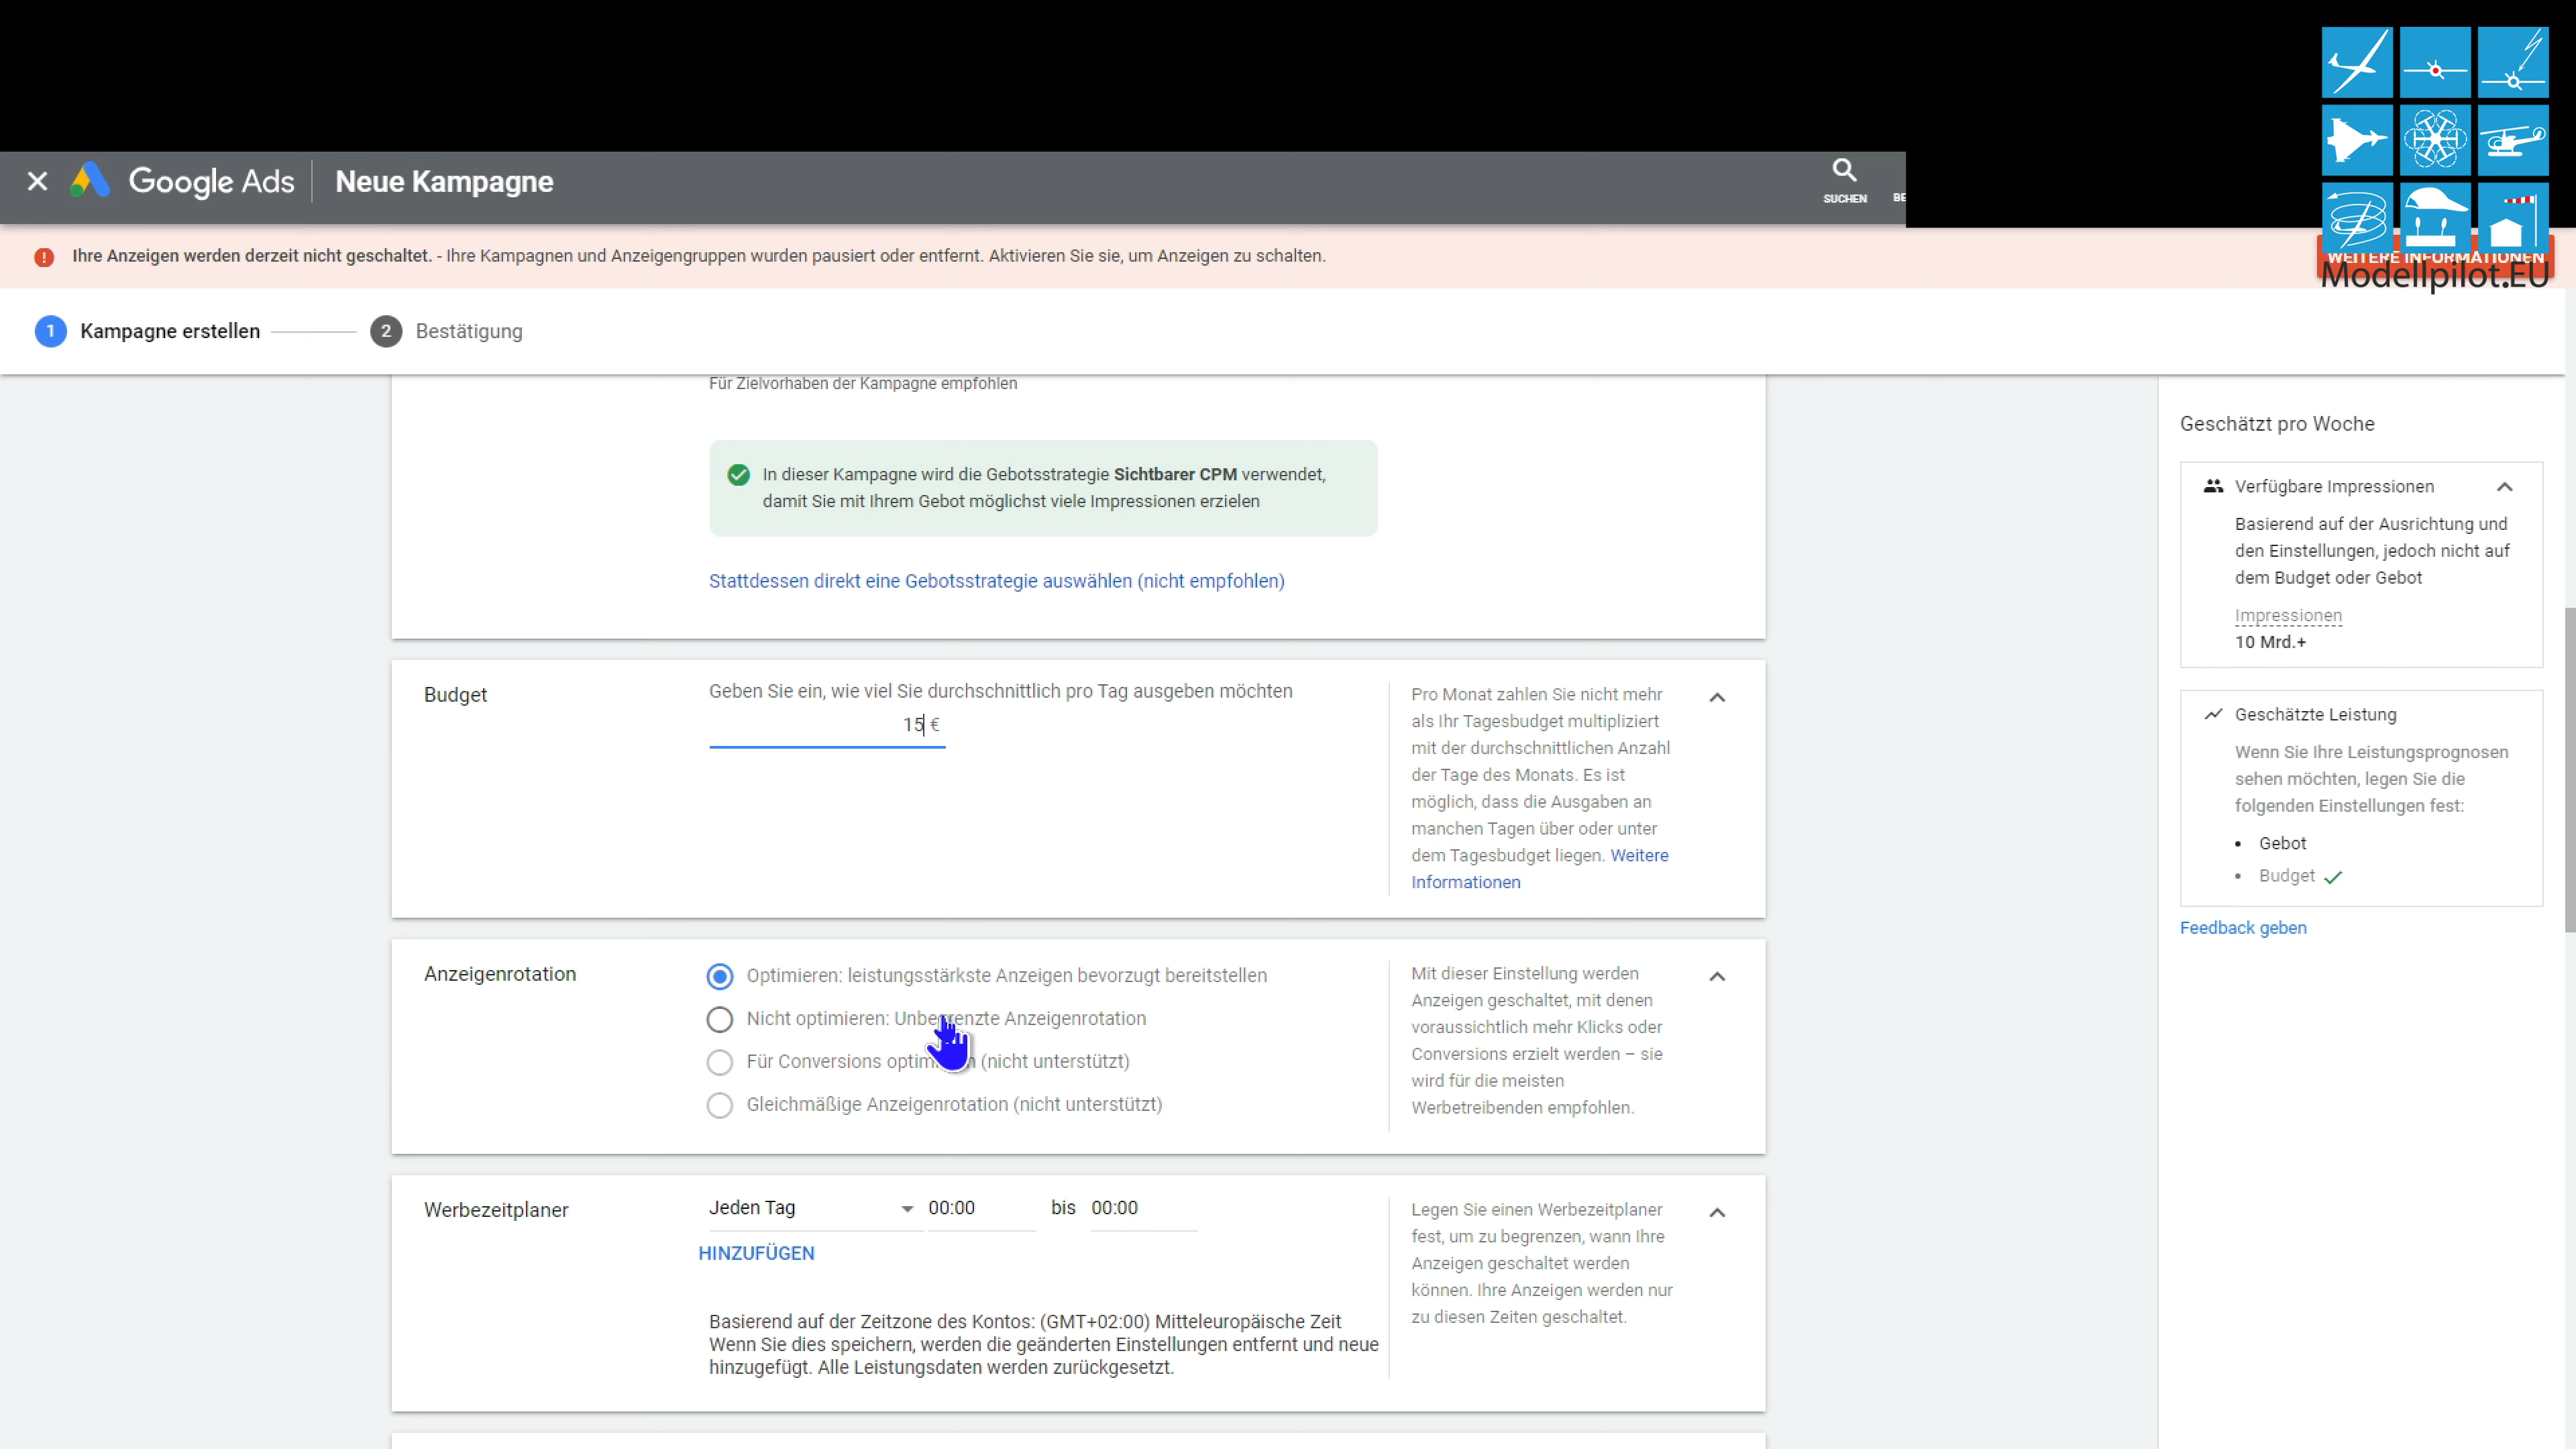 Google Ads
Neue Kampagne
SUCHEN
BE
Ihre Anzeigen werden derzeit nicht geschaltet. - Ihre Kampagnen und Anzeigengruppen wurden pausiert oder entfernt. Aktivieren Sie sie, um Anzeigen zu schalten.
WEITERE INFORMATIONEN
Modellpilot.EU
1 Kampagne erstellen
2 Bestätigung
Für Zielvorhaben der Kampagne empfohlen
In dieser Kampagne wird die Gebotsstrategie Sichtbarer CPM verwendet,
damit Sie mit Ihrem Gebot möglichst viele Impressionen erzielen
Stattdessen direkt eine Gebotsstrategie auswählen (nicht empfohlen)
Budget
Geben Sie ein, wie viel Sie durchschnittlich pro Tag ausgeben möchten
15 €
Pro Monat zahlen Sie nicht mehr
als Ihr Tagesbudget multipliziert
mit der durchschnittlichen Anzahl
der Tage des Monats. Es ist
möglich, dass die Ausgaben an
manchen Tagen über oder unter
dem Tagesbudget liegen. Weitere
Informationen
Anzeigenrotation
Optimieren: leistungsstärkste Anzeigen bevorzugt bereitstellen
Nicht optimieren: Unbegrenzte Anzeigenrotation
Für Conversions (nicht unterstützt)
Gleichmäßige Anzeigenrotation (nicht unterstützt)
Mit dieser Einstellung werden
Anzeigen geschaltet, mit denen
voraussichtlich mehr Klicks oder
Conversions erzielt werden – sie
wird für die meisten
Werbetreibenden empfohlen.
Werbezeitplaner
Jeden Tag
00:00
bis
00:00
HINZUFÜGEN
Basierend auf der Zeitzone des Kontos: (GMT+02:00) Mitteleuropäische Zeit
Wenn Sie dies speichern, werden die geänderten Einstellungen entfernt und neue
hinzugefügt. Alle Leistungsdaten werden zurückgesetzt.
Legen Sie einen Werbezeitplaner
fest, um zu begrenzen, wann Ihre
Anzeigen geschaltet werden
können. Ihre Anzeigen werden nur
zu diesen Zeiten geschaltet.
Geschätzt pro Woche
Verfügbare Impressionen
Basierend auf der Ausrichtung und
den Einstellungen, jedoch nicht auf
dem Budget oder Gebot
Impressionen
10 Mrd.+
Geschätzte Leistung
Wenn Sie Ihre Leistungsprognosen
sehen möchten, legen Sie die
folgenden Einstellungen fest:
• Gebot
• Budget
Feedback geben